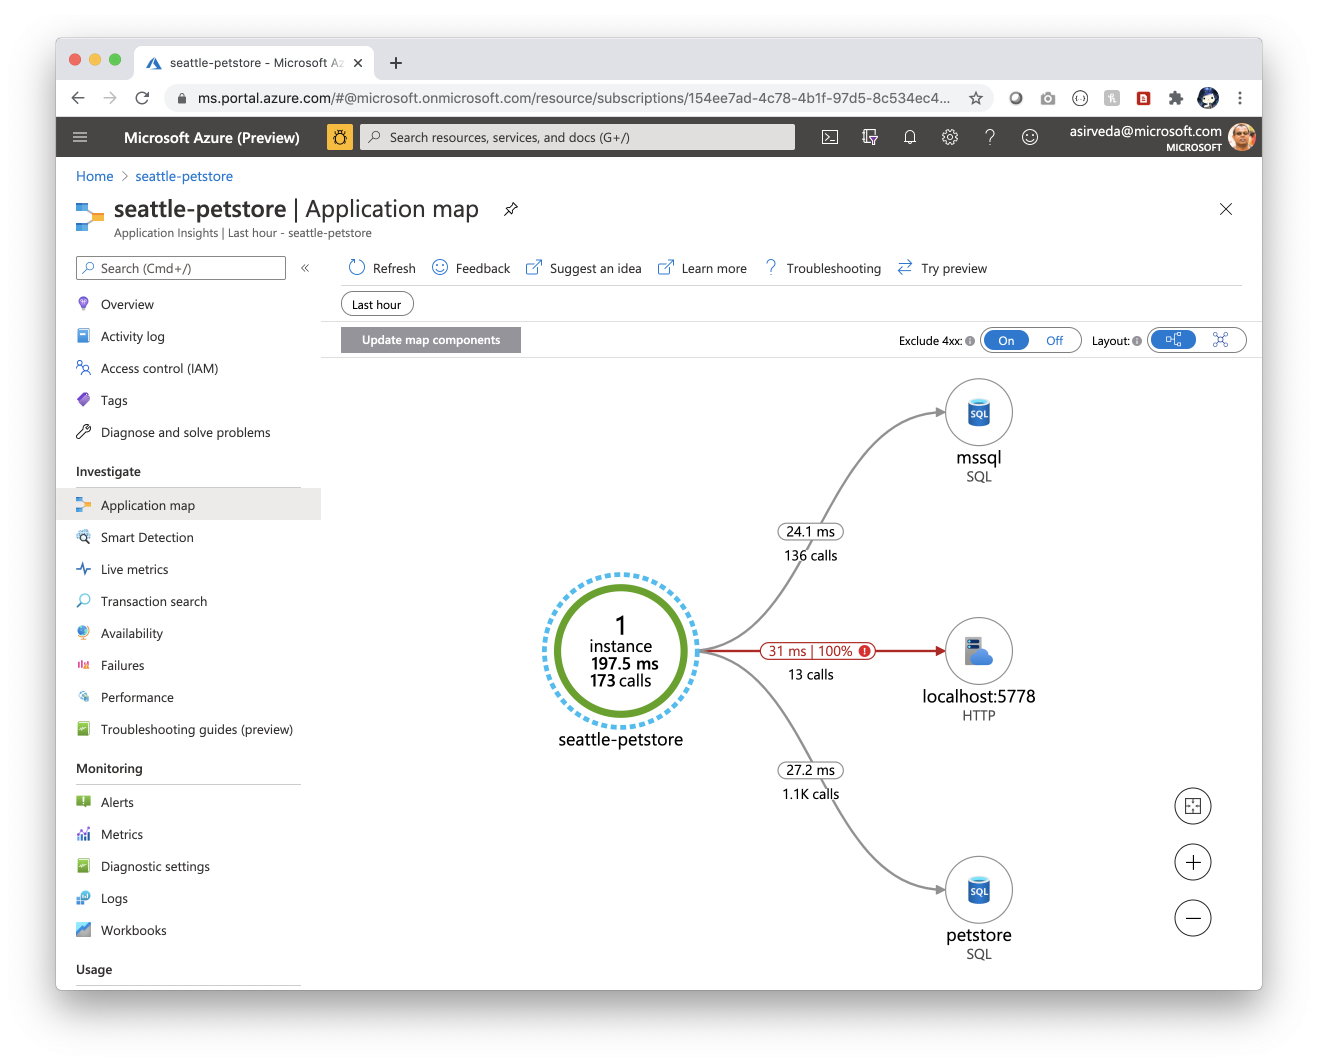 seattle-petstore - Microsoft Az
ms.portal.azure.com/#@microsoft.onmicrosoft.com/resource/subscriptions/154ee7ad-4c78-4b1f-97d5-8c534ec4...
Microsoft Azure (Preview)
Search resources, services, and docs (G+/)
asirveda@microsoft.com
MICROSOFT
Home > seattle-petstore
seattle-petstore | Application map
Application Insights | Last hour - seattle-petstore
Search (Cmd+/)
«
Refresh
Feedback
Suggest an idea
Learn more
Troubleshooting
Try preview
Last hour
Update map components
Exclude 4xx:
On
Off
Layout:
Overview
Activity log
Access control (IAM)
Tags
Diagnose and solve problems
Investigate
Application map
Smart Detection
Live metrics
Transaction search
Availability
Failures
Performance
Troubleshooting guides (preview)
Monitoring
Alerts
Metrics
Diagnostic settings
Logs
Workbooks
Usage
SQL
mssql
SQL
24.1 ms
136 calls
1
instance
197.5 ms
173 calls
seattle-petstore
31 ms | 100%
13 calls
localhost:5778
HTTP
27.2 ms
1.1K calls
SQL
petstore
SQL